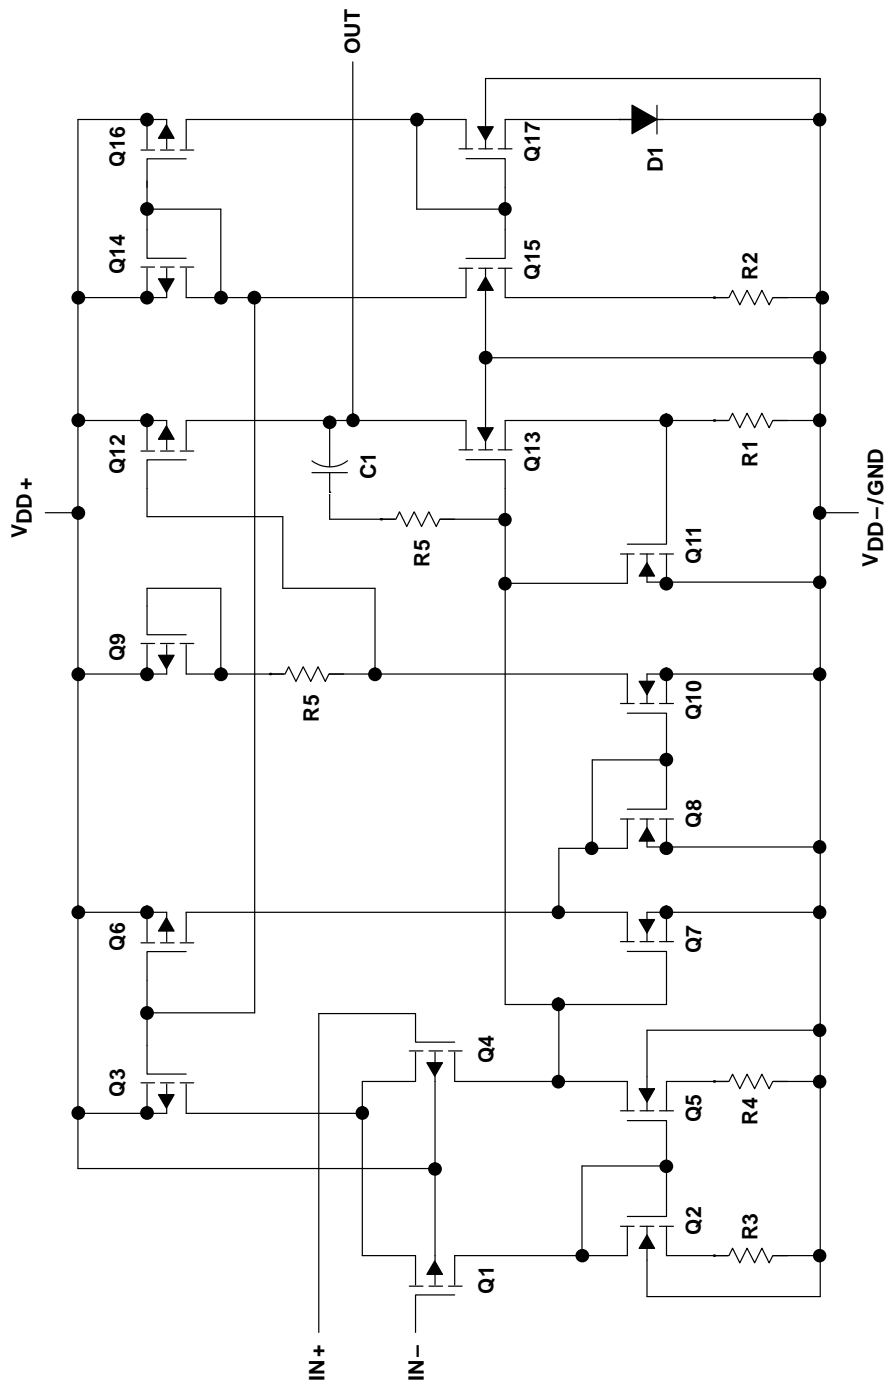 VDD+
Q3
Q6
Q9
Q12
Q14
Q16
IN+
IN−
Q1
Q4
R5
C1
R5
OUT
Q2
Q5
Q7
Q8
Q10
Q11
Q13
Q15
Q17
R3
R4
R1
R2
D1
VDD−/GND